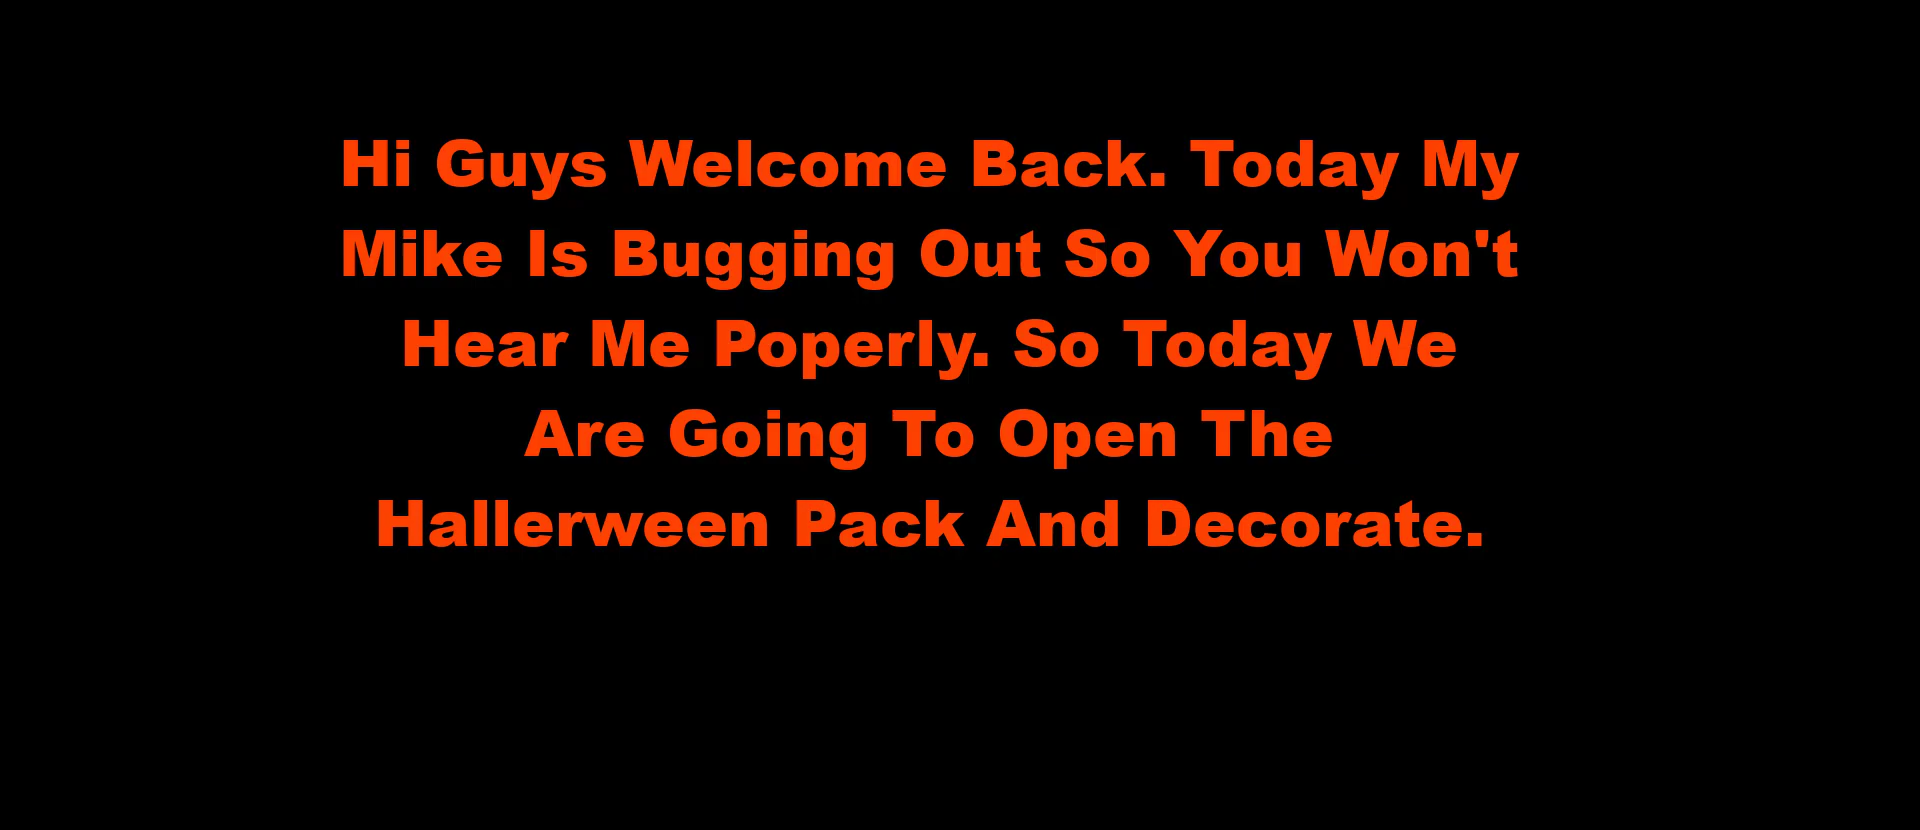 Hi Guys Welcome Back. Today My
Mike Is Bugging Out So You Won't
Hear Me Poperly. So Today We
Are Going To Open The
Hallerween Pack And Decorate.